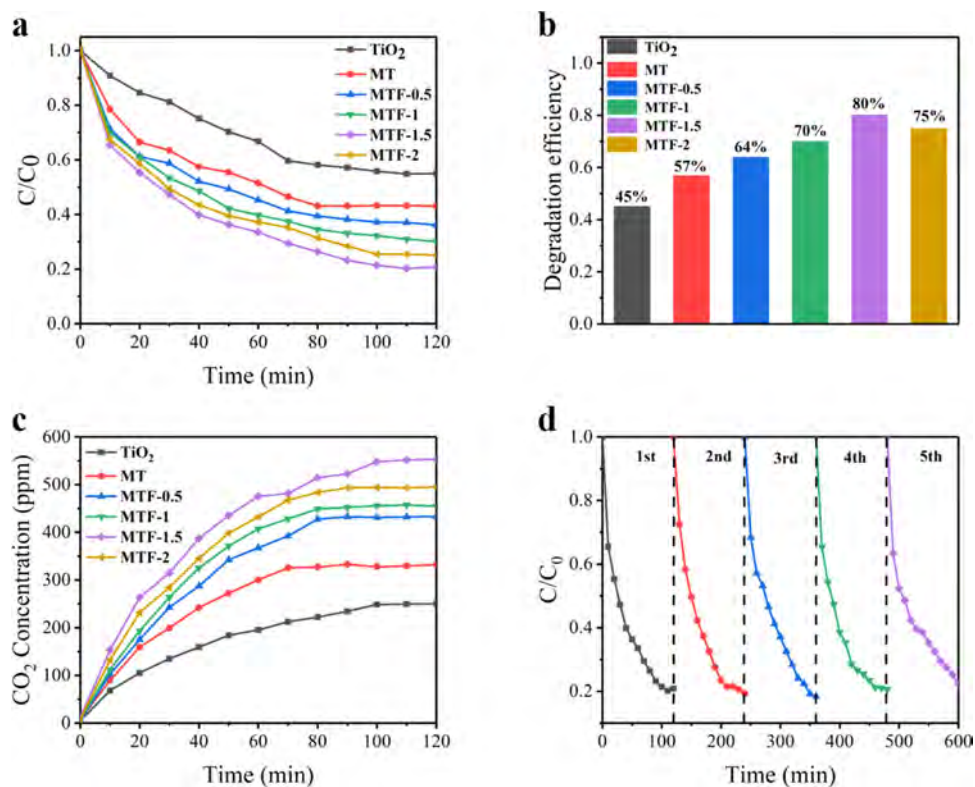 a
C/C0
1.0
0.8
0.6
0.4
0.2
0.0
TiO2
MT
MTF-0.5
MTF-1
MTF-1.5
MTF-2
0 20 40 60 80 100 120
Time (min)
b
Degradation efficiency
1.0
0.8
0.6
0.4
0.2
0.0
TiO2
MT
MTF-0.5
MTF-1
MTF-1.5
MTF-2
45%
57%
64%
70%
80%
75%
c
CO2 Concentration (ppm)
600
500
400
300
200
100
0
TiO2
MT
MTF-0.5
MTF-1
MTF-1.5
MTF-2
0 20 40 60 80 100 120
Time (min)
d
C/C0
1.0
0.8
0.6
0.4
0.2
1st 2nd 3rd 4th 5th
0 100 200 300 400 500 600
Time (min)